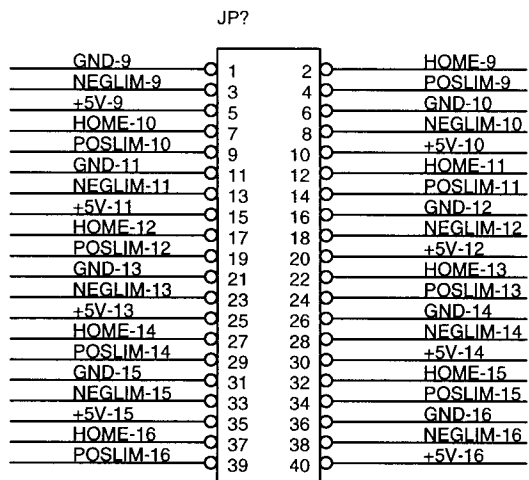 JP?
GND-9 1 2 HOME-9
NEGLIM-9 3 4 POSLIM-9
+5V-9 5 6 GND-10
HOME-10 7 8 NEGLIM-10
POSLIM-10 9 10 +5V-10
GND-11 11 12 HOME-11
NEGLIM-11 13 14 POSLIM-11
+5V-11 15 16 GND-12
HOME-12 17 18 NEGLIM-12
POSLIM-12 19 20 +5V-12
GND-13 21 22 HOME-13
NEGLIM-13 23 24 POSLIM-13
+5V-13 25 26 GND-14
HOME-14 27 28 NEGLIM-14
POSLIM-14 29 30 +5V-14
GND-15 31 32 HOME-15
NEGLIM-15 33 34 POSLIM-15
+5V-15 35 36 GND-16
HOME-16 37 38 NEGLIM-16
POSLIM-16 39 40 +5V-16